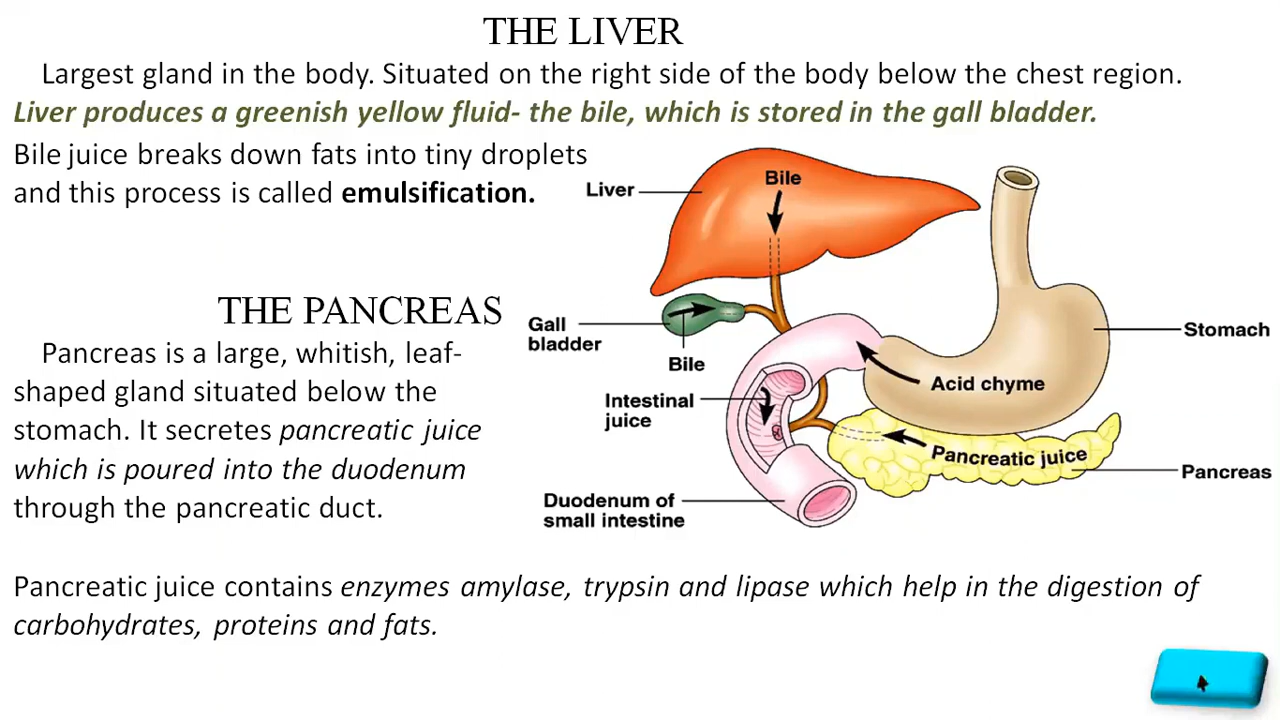 THE LIVER
Largest gland in the body. Situated on the right side of the body below the chest region.
Liver produces a greenish yellow fluid- the bile, which is stored in the gall bladder.
Bile juice breaks down fats into tiny droplets
and this process is called emulsification.
THE PANCREAS
Pancreas is a large, whitish, leaf-
shaped gland situated below the
stomach. It secretes pancreatic juice
which is poured into the duodenum
through the pancreatic duct.
Liver
Bile
Gall
bladder
Bile
Stomach
Acid chyme
Intestinal
juice
Pancreatic juice
Pancreas
Duodenum of
small intestine
Pancreatic juice contains enzymes amylase, trypsin and lipase which help in the digestion of
carbohydrates, proteins and fats.